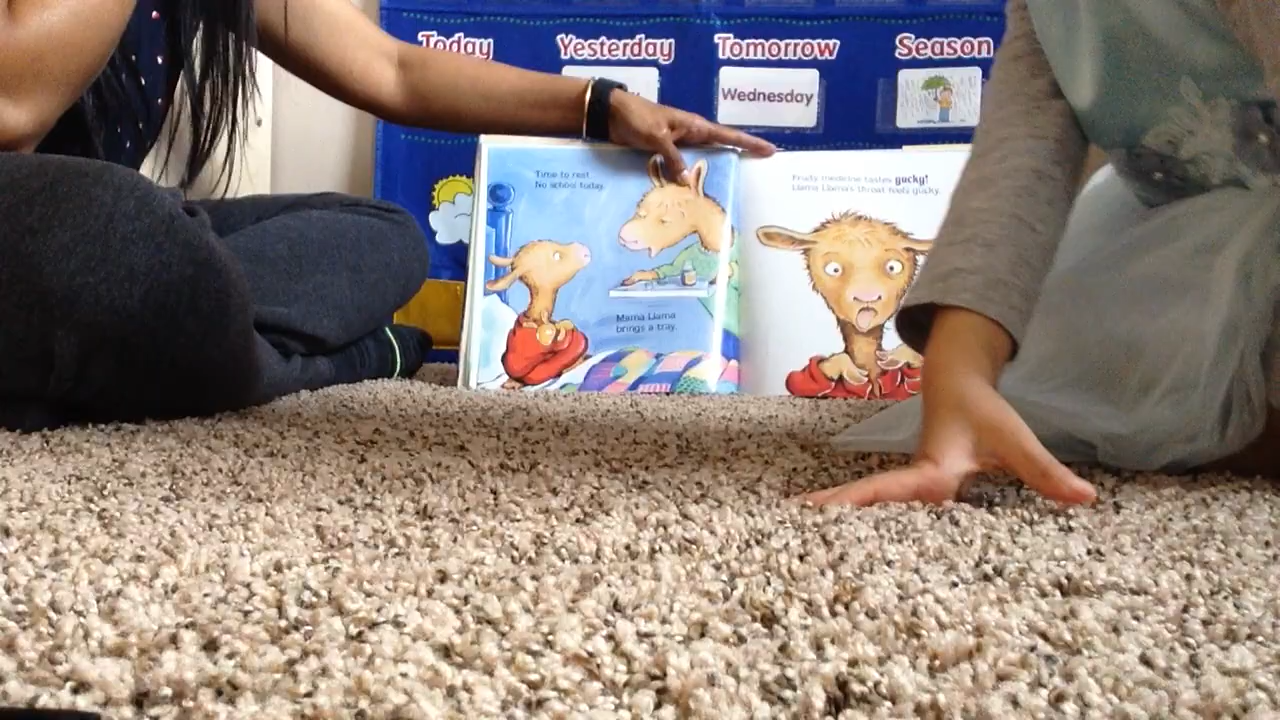 Today
Yesterday
Tomorrow
Season
Wednesday
Time to rest.
No school today.
Mama Llama
brings a tray.
Fruity medicine tastes yucky!
Llama Llama's throat feels gucky.